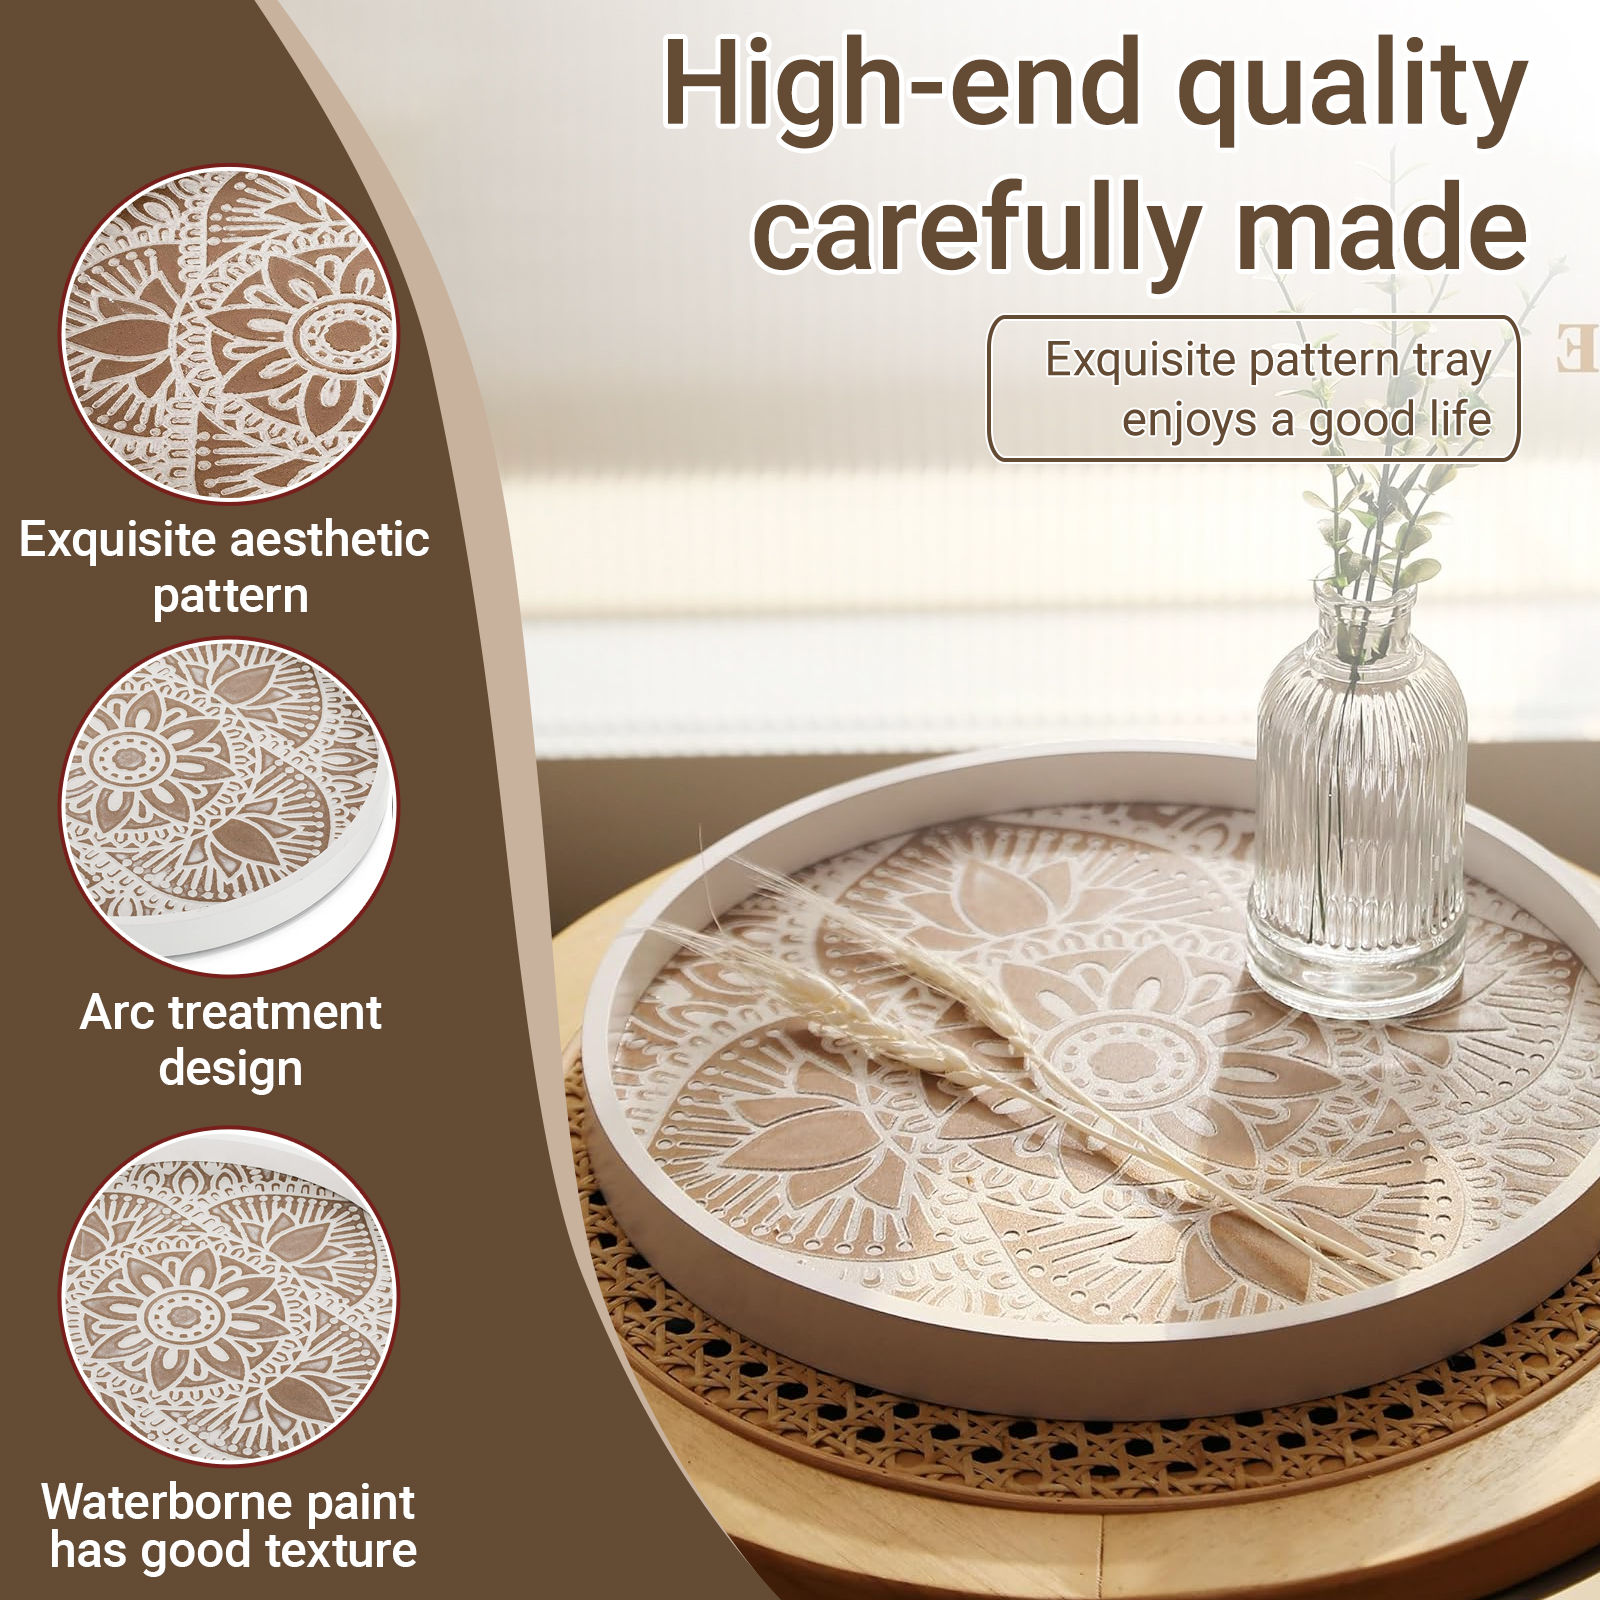 High-end quality
carefully made
Exquisite pattern tray
enjoys a good life
Exquisite aesthetic
pattern
Arc treatment
design
Waterborne paint
has good texture